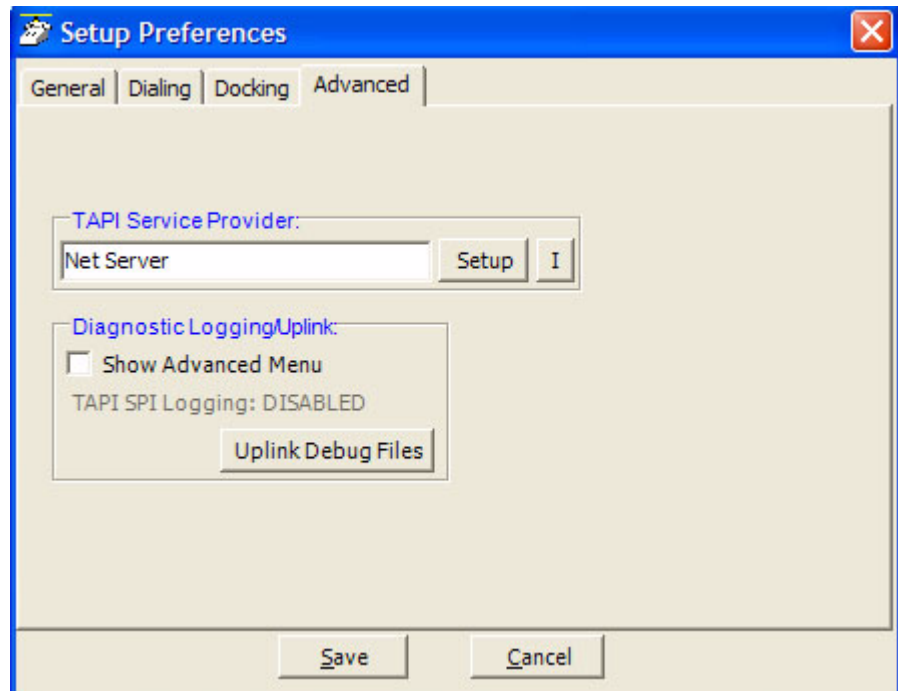 Setup Preferences
General Dialing Docking Advanced
TAPI Service Provider:
Net Server Setup I
Diagnostic Logging/Uplink:
Show Advanced Menu
TAPI SPI Logging: DISABLED
Uplink Debug Files
Save Cancel